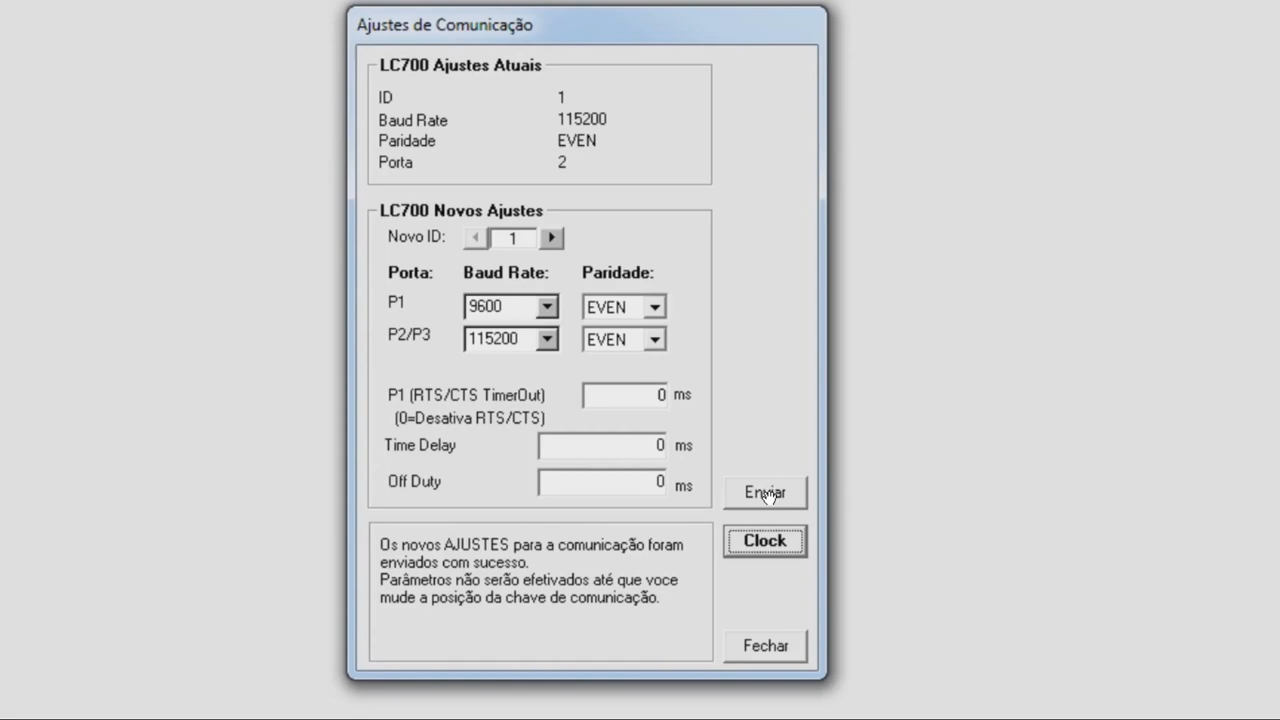 Ajustes de Comunicação
LC700 Ajustes Atuais
ID 1
Baud Rate 115200
Paridade EVEN
Porta 2
LC700 Novos Ajustes
Novo ID: 1
Porta: Baud Rate: Paridade:
P1 9600 EVEN
P2/P3 115200 EVEN
P1 (RTS/CTS TimerOut) 0 ms
(0=Desativa RTS/CTS)
Time Delay 0 ms
Off Duty 0 ms
Enviar
Os novos AJUSTES para a comunicação foram
enviados com sucesso.
Parâmetros não serão efetivados até que voce
mude a posição da chave de comunicação.
Clock
Fechar